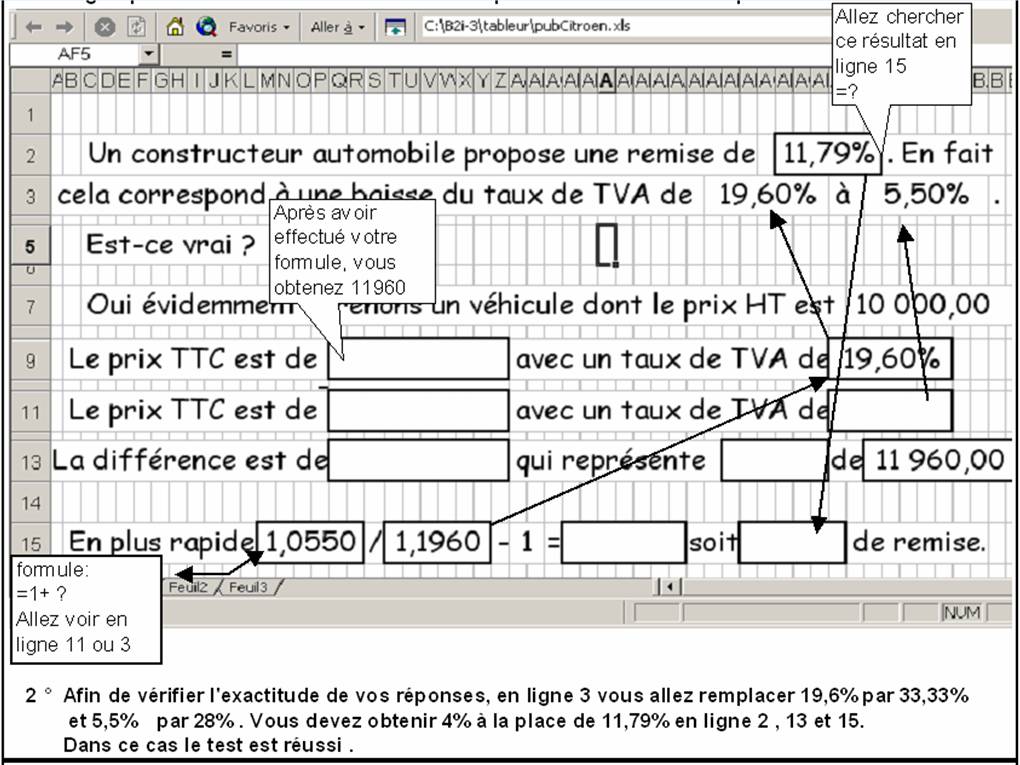 Favoris Aller à C:\B2i-3\tableur\pubCitroen.xls
Allez chercher
ce résultat en
ligne 15
=?
AF5 =
1
2 Un constructeur automobile propose une remise de 11,79% . En fait
3 cela correspond à une baisse du taux de TVA de 19,60% à 5,50% .
Après avoir
effectué votre
formule, vous
obtenez 11960
5 Est-ce vrai ?
7 Oui évidemment un véhicule dont le prix HT est 10 000,00
9 Le prix TTC est de avec un taux de TVA de 19,60%
11 Le prix TTC est de avec un taux de TVA de
13 La différence est de qui représente de 11 960,00
14
15 En plus rapide 1,0550 / 1,1960 - 1 = soit de remise.
formule:
=1+ ?
Allez voir en
ligne 11 ou 3
Feuil2 / Feuil3 /
NUM
2 ° Afin de vérifier l'exactitude de vos réponses, en ligne 3 vous allez remplacer 19,6% par 33,33%
et 5,5% par 28% . Vous devez obtenir 4% à la place de 11,79% en ligne 2 , 13 et 15.
Dans ce cas le test est réussi .